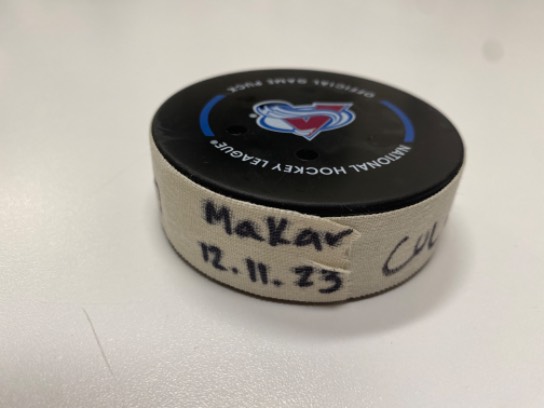 OFFICIAL GAME PUCK
NATIONAL HOCKEY LEAGUE®
Makar
12.11.23